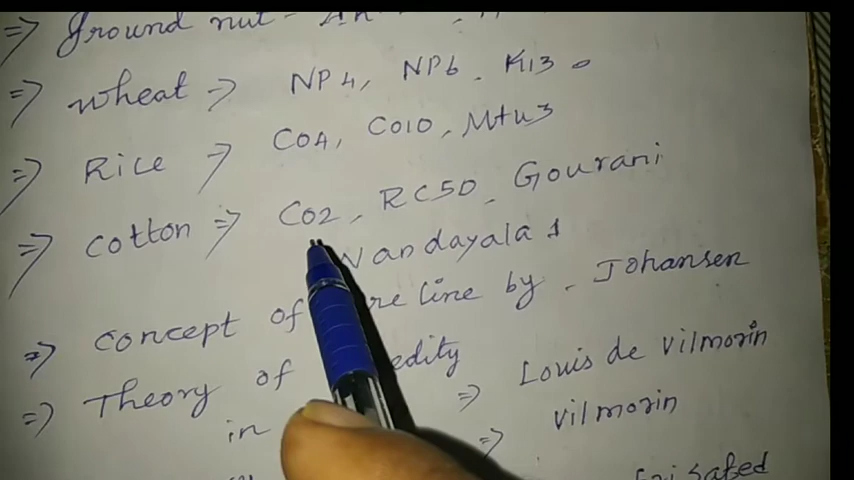 => ground nut -
=> wheat => NP4, NP6. K13.
=> Rice => CO4, CO10, Mtu3
=> cotton => CO2, RC5D, Gourani
Nandayala 1
=> concept of line by. Johansen
=> Theory of => Louis de vilmorin
in => vilmorin